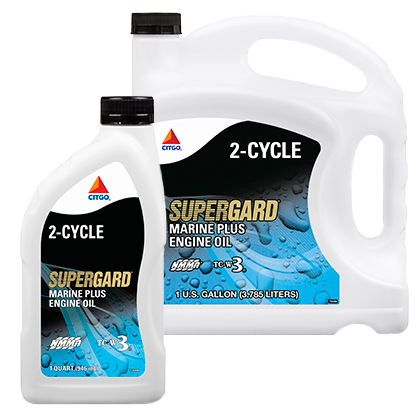 CITGO
2-CYCLE
SUPERGARD
MARINE PLUS
ENGINE OIL
NMMA TC-W3
1 U.S. GALLON (3.785 LITERS)
CITGO
2-CYCLE
SUPERGARD
MARINE PLUS
ENGINE OIL
NMMA TC-W3
1 QUART (946